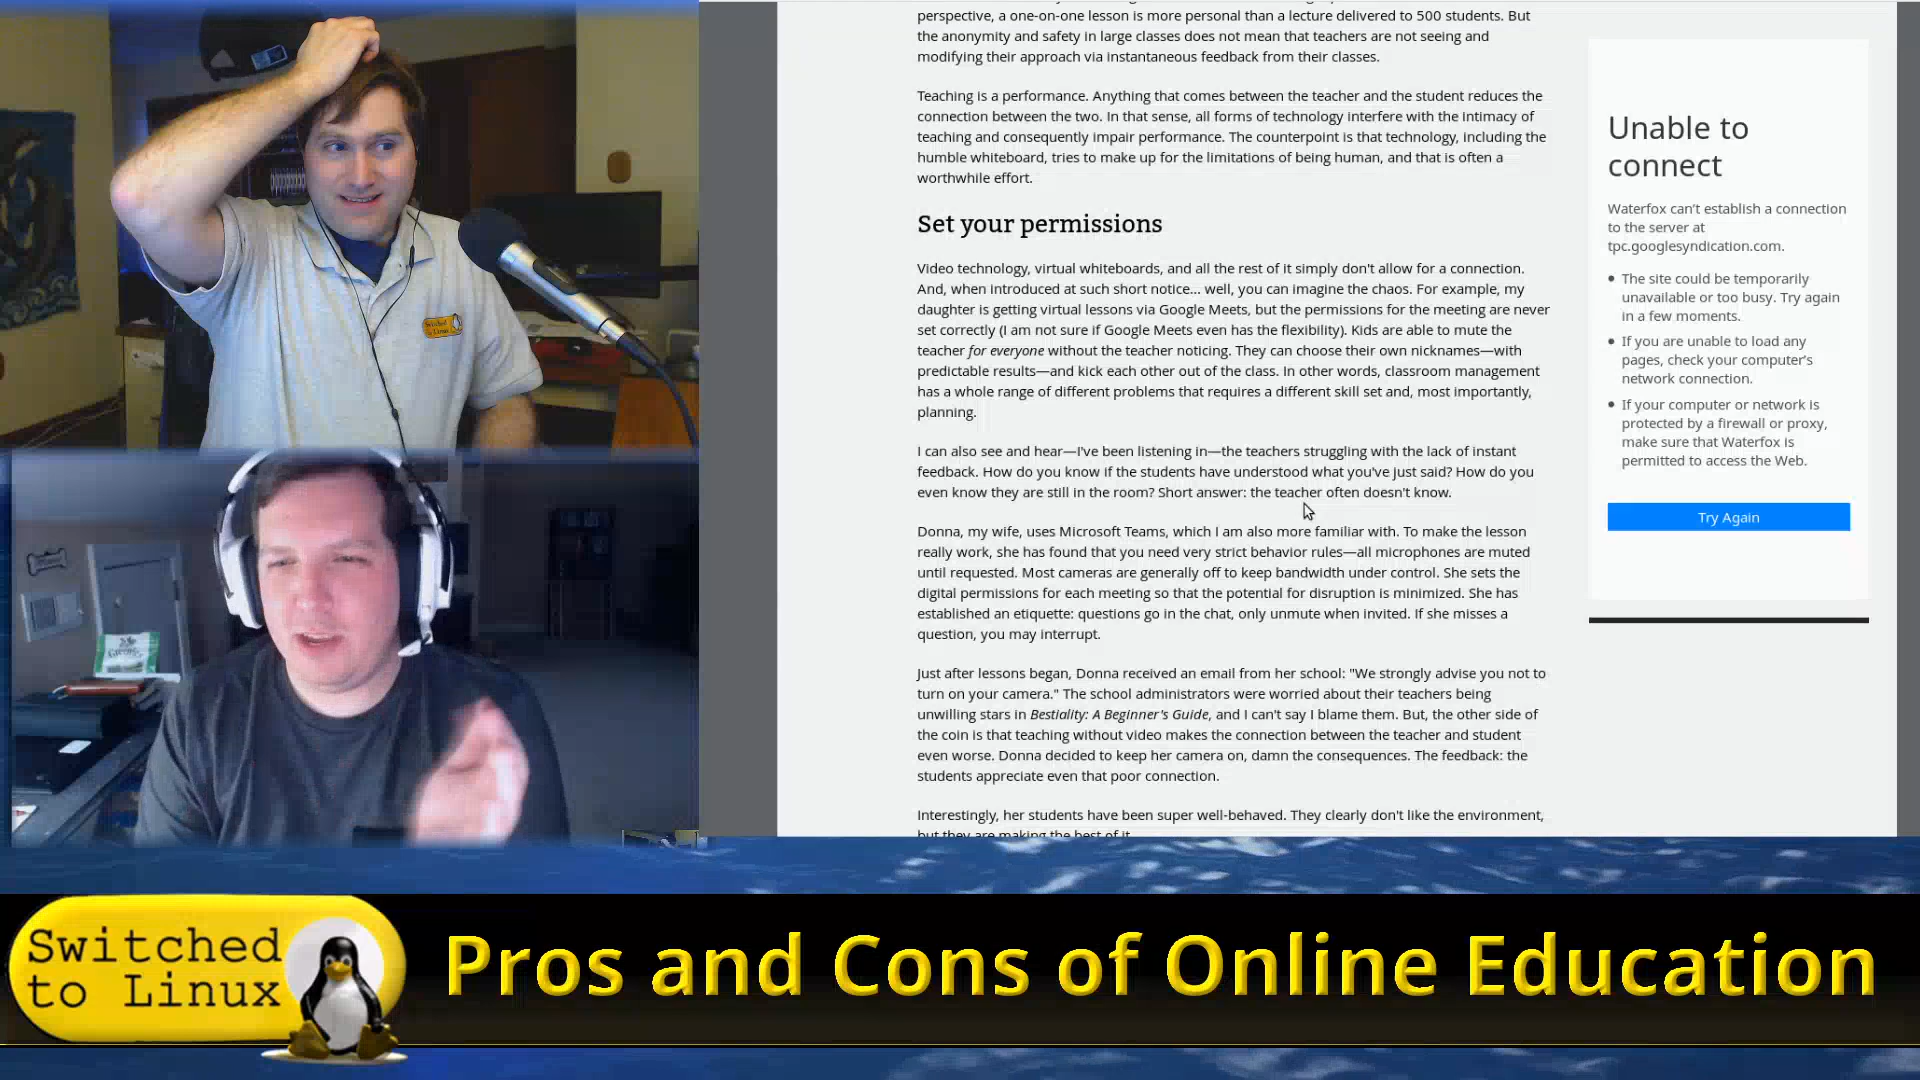 perspective, a one-on-one lesson is more personal than a lecture delivered to 500 students. But
the anonymity and safety in large classes does not mean that teachers are not seeing and
modifying their approach via instantaneous feedback from their classes.
Teaching is a performance. Anything that comes between the teacher and the student reduces the
connection between the two. In that sense, all forms of technology interfere with the intimacy of
teaching and consequently impair performance. The counterpoint is that technology, including the
humble whiteboard, tries to make up for the limitations of being human, and that is often a
worthwhile effort.
Set your permissions
Video technology, virtual whiteboards, and all the rest of it simply don't allow for a connection.
And, when introduced at such short notice... well, you can imagine the chaos. For example, my
daughter is getting virtual lessons via Google Meets, but the permissions for the meeting are never
set correctly (I am not sure if Google Meets even has the flexibility). Kids are able to mute the
teacher for everyone without the teacher noticing. They can choose their own nicknames—with
predictable results—and kick each other out of the class. In other words, classroom management
has a whole range of different problems that requires a different skill set and, most importantly,
planning.
I can also see and hear—I've been listening in—the teachers struggling with the lack of instant
feedback. How do you know if the students have understood what you've just said? How do you
even know they are still in the room? Short answer: the teacher often doesn't know.
Donna, my wife, uses Microsoft Teams, which I am also more familiar with. To make the lesson
really work, she has found that you need very strict behavior rules—all microphones are muted
until requested. Most cameras are generally off to keep bandwidth under control. She sets the
digital permissions for each meeting so that the potential for disruption is minimized. She has
established an etiquette: questions go in the chat, only unmute when invited. If she misses a
question, you may interrupt.
Just after lessons began, Donna received an email from her school: "We strongly advise you not to
turn on your camera." The school administrators were worried about their teachers being
unwilling stars in Bestiality: A Beginner's Guide, and I can't say I blame them. But, the other side of
the coin is that teaching without video makes the connection between the teacher and student
even worse. Donna decided to keep her camera on, damn the consequences. The feedback: the
students appreciate even that poor connection.
Interestingly, her students have been super well-behaved. They clearly don't like the environment,
but they are making the best of it.
Unable to
connect
Waterfox can't establish a connection
to the server at
tpc.googlesyndication.com.
• The site could be temporarily
unavailable or too busy. Try again
in a few moments.
• If you are unable to load any
pages, check your computer's
network connection.
• If your computer or network is
protected by a firewall or proxy,
make sure that Waterfox is
permitted to access the Web.
Try Again
Switched
to Linux
Greenies
Switched
to Linux
Pros and Cons of Online Education